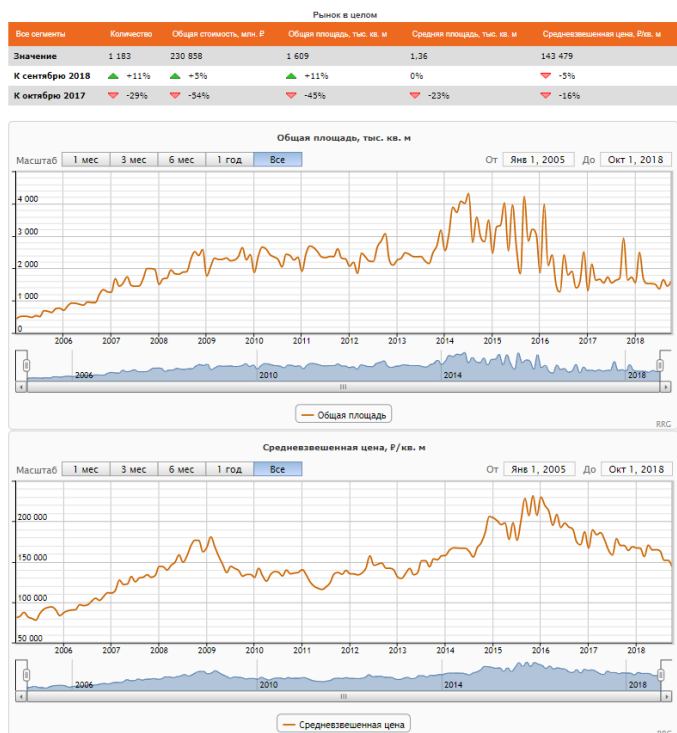 Рынок в целом
Все сегменты Количество Общая стоимость, млн. ₽ Общая площадь, тыс. кв. м Средняя площадь, тыс. кв. м Средневзвешенная цена, ₽/кв. м
Значение 1 183 230 858 1 609 1,36 143 479
К сентябрю 2018 +11% +5% +11% 0% -5%
К октябрю 2017 -29% -54% -45% -23% -16%
Общая площадь, тыс. кв. м
Масштаб 1 мес 3 мес 6 мес 1 год Все От Янв 1, 2005 До Окт 1, 2018
4 000
3 000
2 000
1 000
0
2006 2007 2008 2009 2010 2011 2012 2013 2014 2015 2016 2017 2018
2006 2010 2014 2018
Общая площадь
RRG
Средневзвешенная цена, ₽/кв. м
Масштаб 1 мес 3 мес 6 мес 1 год Все От Янв 1, 2005 До Окт 1, 2018
200 000
150 000
100 000
50 000
2006 2007 2008 2009 2010 2011 2012 2013 2014 2015 2016 2017 2018
2006 2010 2014 2018
Средневзвешенная цена
RRG